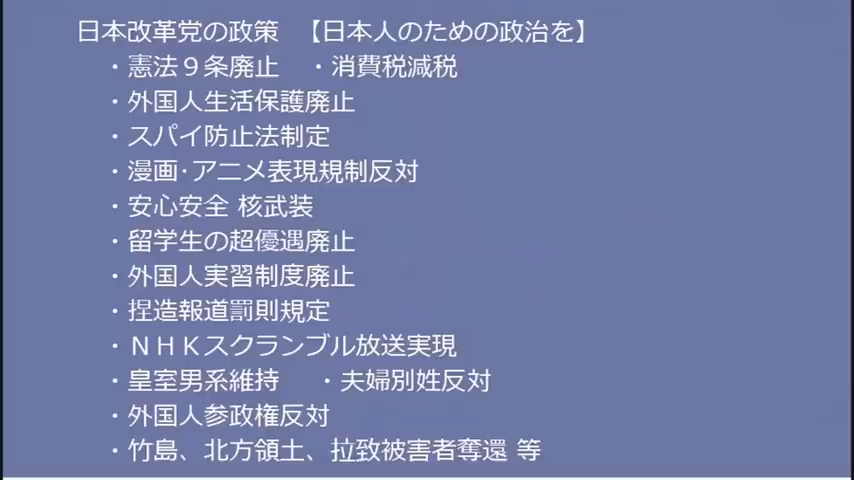 日本改革党の政策 【日本人のための政治を】
・憲法９条廃止 ・消費税減税
・外国人生活保護廃止
・スパイ防止法制定
・漫画･アニメ表現規制反対
・安心安全 核武装
・留学生の超優遇廃止
・外国人実習制度廃止
・捏造報道罰則規定
・ＮＨＫスクランブル放送実現
・皇室男系維持 ・夫婦別姓反対
・外国人参政権反対
・竹島、北方領土、拉致被害者奪還 等